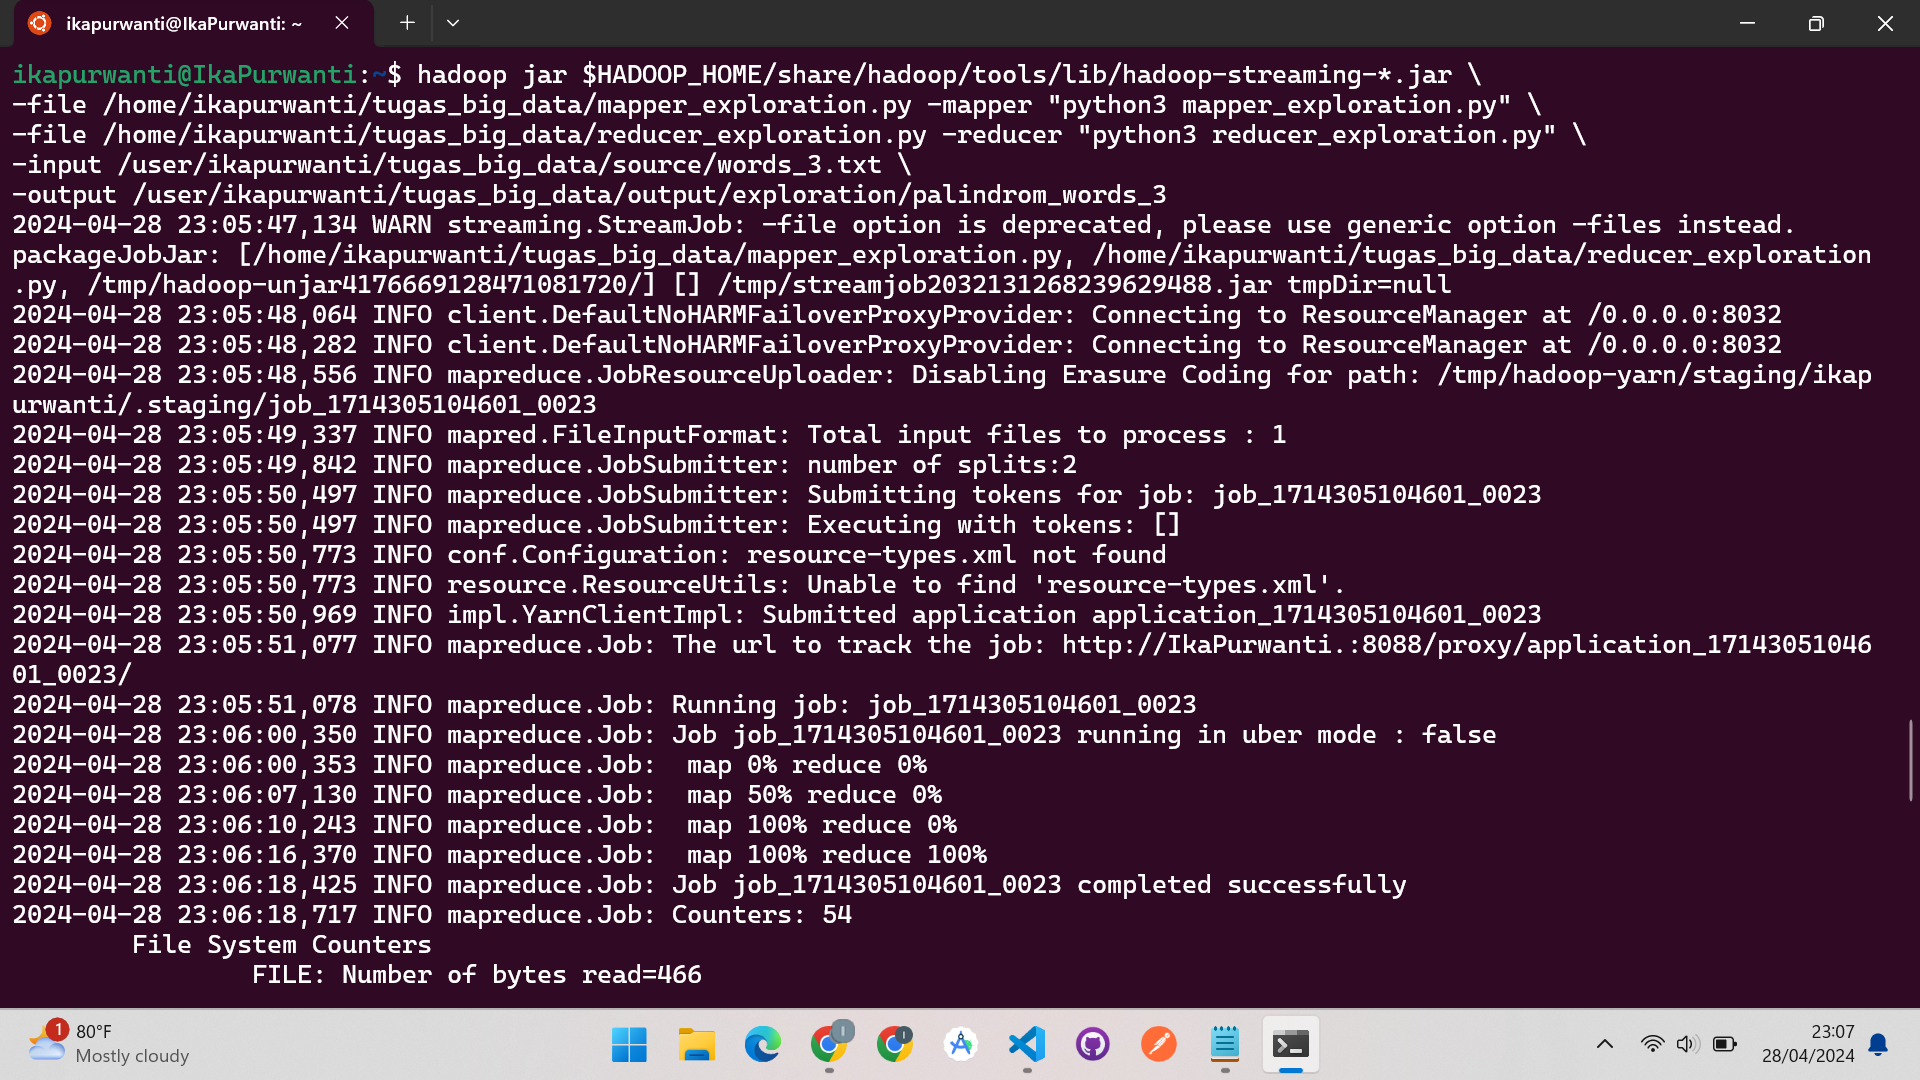 ikapurwanti@IkaPurwanti: ~
ikapurwanti@IkaPurwanti:~$ hadoop jar $HADOOP_HOME/share/hadoop/tools/lib/hadoop-streaming-*.jar \
-file /home/ikapurwanti/tugas_big_data/mapper_exploration.py -mapper "python3 mapper_exploration.py" \
-file /home/ikapurwanti/tugas_big_data/reducer_exploration.py -reducer "python3 reducer_exploration.py" \
-input /user/ikapurwanti/tugas_big_data/source/words_3.txt \
-output /user/ikapurwanti/tugas_big_data/output/exploration/palindrom_words_3
2024-04-28 23:05:47,134 WARN streaming.StreamJob: -file option is deprecated, please use generic option -files instead.
packageJobJar: [/home/ikapurwanti/tugas_big_data/mapper_exploration.py, /home/ikapurwanti/tugas_big_data/reducer_exploration
.py, /tmp/hadoop-unjar4176669128471081720/] [] /tmp/streamjob2032131268239629488.jar tmpDir=null
2024-04-28 23:05:48,064 INFO client.DefaultNoHARMFailoverProxyProvider: Connecting to ResourceManager at /0.0.0.0:8032
2024-04-28 23:05:48,282 INFO client.DefaultNoHARMFailoverProxyProvider: Connecting to ResourceManager at /0.0.0.0:8032
2024-04-28 23:05:48,556 INFO mapreduce.JobResourceUploader: Disabling Erasure Coding for path: /tmp/hadoop-yarn/staging/ikap
urwanti/.staging/job_1714305104601_0023
2024-04-28 23:05:49,337 INFO mapred.FileInputFormat: Total input files to process : 1
2024-04-28 23:05:49,842 INFO mapreduce.JobSubmitter: number of splits:2
2024-04-28 23:05:50,497 INFO mapreduce.JobSubmitter: Submitting tokens for job: job_1714305104601_0023
2024-04-28 23:05:50,497 INFO mapreduce.JobSubmitter: Executing with tokens: []
2024-04-28 23:05:50,773 INFO conf.Configuration: resource-types.xml not found
2024-04-28 23:05:50,773 INFO resource.ResourceUtils: Unable to find 'resource-types.xml'.
2024-04-28 23:05:50,969 INFO impl.YarnClientImpl: Submitted application application_1714305104601_0023
2024-04-28 23:05:51,077 INFO mapreduce.Job: The url to track the job: http://IkaPurwanti.:8088/proxy/application_17143051046
01_0023/
2024-04-28 23:05:51,078 INFO mapreduce.Job: Running job: job_1714305104601_0023
2024-04-28 23:06:00,350 INFO mapreduce.Job: Job job_1714305104601_0023 running in uber mode : false
2024-04-28 23:06:00,353 INFO mapreduce.Job:  map 0% reduce 0%
2024-04-28 23:06:07,130 INFO mapreduce.Job:  map 50% reduce 0%
2024-04-28 23:06:10,243 INFO mapreduce.Job:  map 100% reduce 0%
2024-04-28 23:06:16,370 INFO mapreduce.Job:  map 100% reduce 100%
2024-04-28 23:06:18,425 INFO mapreduce.Job: Job job_1714305104601_0023 completed successfully
2024-04-28 23:06:18,717 INFO mapreduce.Job: Counters: 54
File System Counters
FILE: Number of bytes read=466
1
80°F
Mostly cloudy
23:07
28/04/2024